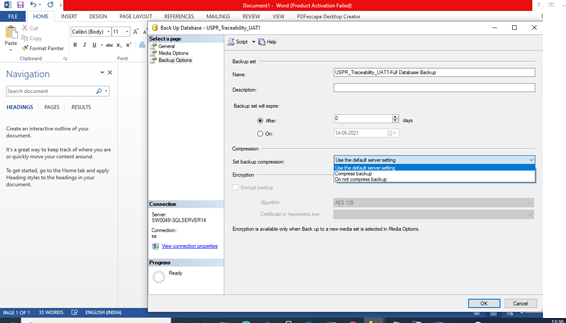 Document1 - Word (Product Activation Failed)
FILE HOME INSERT DESIGN PAGE LAYOUT REFERENCES MAILINGS REVIEW VIEW PDFescape Desktop Creator
Paste
Cut
Copy
Format Painter
Clipboard
Calibri (Body) 11
B I U abc X₂ X²
Font
Navigation
Search document
HEADINGS PAGES RESULTS
Create an interactive outline of your
document.
It's a great way to keep track of where you are
or quickly move your content around.
To get started, go to the Home tab and apply
Heading styles to the headings in your
document.
PAGE 1 OF 1 33 WORDS ENGLISH (INDIA)
Back Up Database - USPR_Traceability_UAT1
Select a page
General
Media Options
Backup Options
Connection
Server:
SW0049\SQLSERVER14
Connection:
sa
View connection properties
Progress
Ready
Script Help
Backup set
Name: USPR_Traceability_UAT1-Full Database Backup
Description:
Backup set will expire:
After: 0 days
On: 14-06-2021
Compression
Set backup compression: Use the default server setting
Use the default server setting
Compress backup
Do not compress backup
Encryption
Encrypt backup
Algorithm: AES 128
Certificate or Asymmetric key:
Encryption is available only when Back up to a new media set is selected in Media Options.
OK Cancel